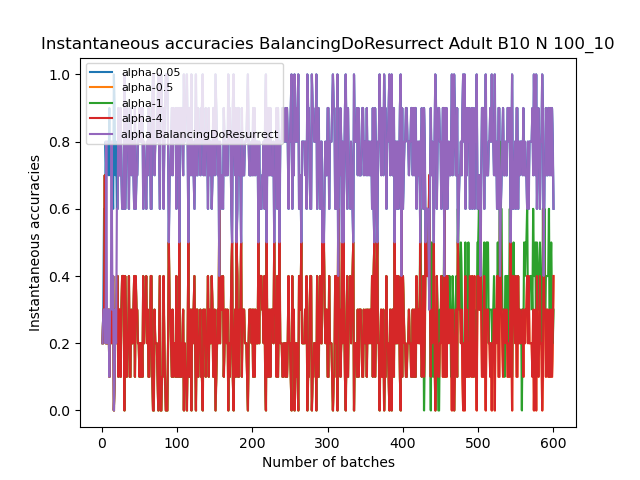 Instantaneous accuracies BalancingDoResurrect Adult B10 N 100_10
alpha-0.05
alpha-0.5
alpha-1
alpha-4
alpha BalancingDoResurrect
Instantaneous accuracies
1.0
0.8
0.6
0.4
0.2
0.0
0 100 200 300 400 500 600
Number of batches